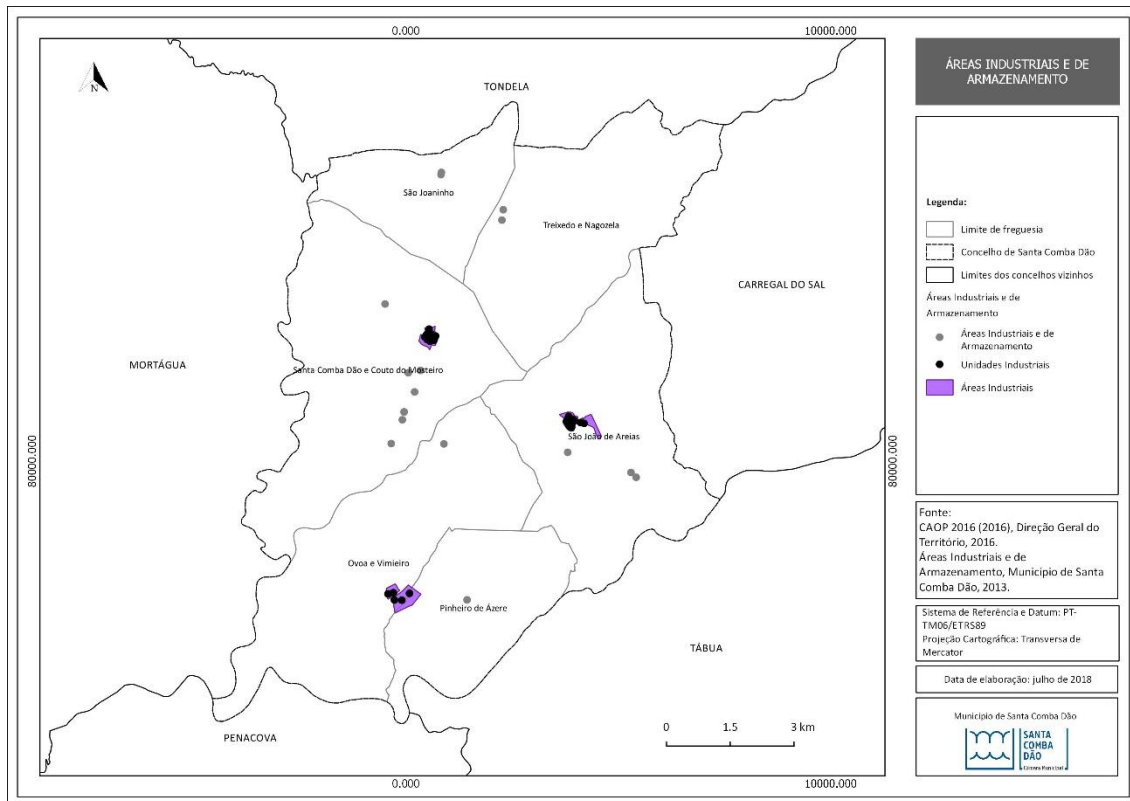 0.000
10000.000
N
TONDELA
São Joaninho
Treixedo e Nagozela
CARREGAL DO SAL
MORTÁGUA
Santa Comba Dão e Couto do Mosteiro
São João de Areias
80000.000
80000.000
Ovoa e Vimieiro
Pinheiro de Ázere
TÁBUA
PENACOVA
0
1.5
3 km
0.000
10000.000
ÁREAS INDUSTRIAIS E DE
ARMAZENAMENTO
Legenda:
Limite de freguesia
Concelho de Santa Comba Dão
Limites dos concelhos vizinhos
Áreas Industriais e de
Armazenamento
Áreas Industriais e de
Armazenamento
Unidades Industriais
Áreas Industriais
Fonte:
CAOP 2016 (2016), Direção Geral do
Território, 2016.
Áreas Industriais e de
Armazenamento, Municipio de Santa
Comba Dão, 2013.
Sistema de Referência e Datum: PT-
TM06/ETRS89
Projeção Cartográfica: Transversa de
Mercator
Data de elaboração: julho de 2018
Municipio de Santa Comba Dão
SANTA
COMBA
DÃO
Câmara Municipal